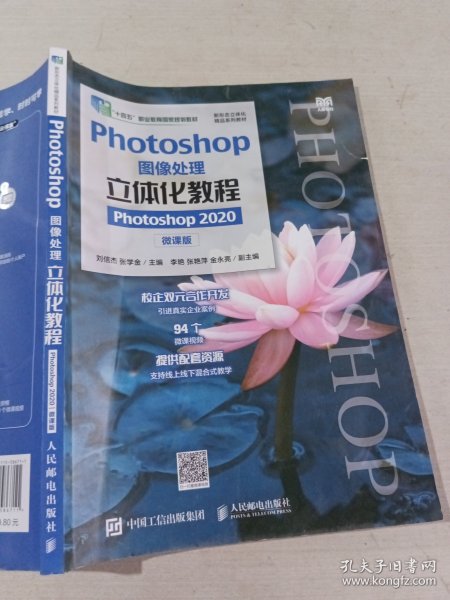 "十四五"职业教育国家规划教材
新形态立体化
精品系列教材
Photoshop
图像处理
立体化教程
Photoshop 2020
微课版
刘信杰 张学金/主编 李艳 张艳萍 金永亮/副主编
校企双元合作开发
引进真实企业案例
94个
微课视频
提供配套资源
支持线上线下混合式教学
PHOTOSHOP
中国工信出版集团
人民邮电出版社
POSTS & TELECOM PRESS
Photoshop
图像处理
立体化教程
Photoshop 2020
微课版
人民邮电出版社
孔夫子旧书网
www.kongfz.com